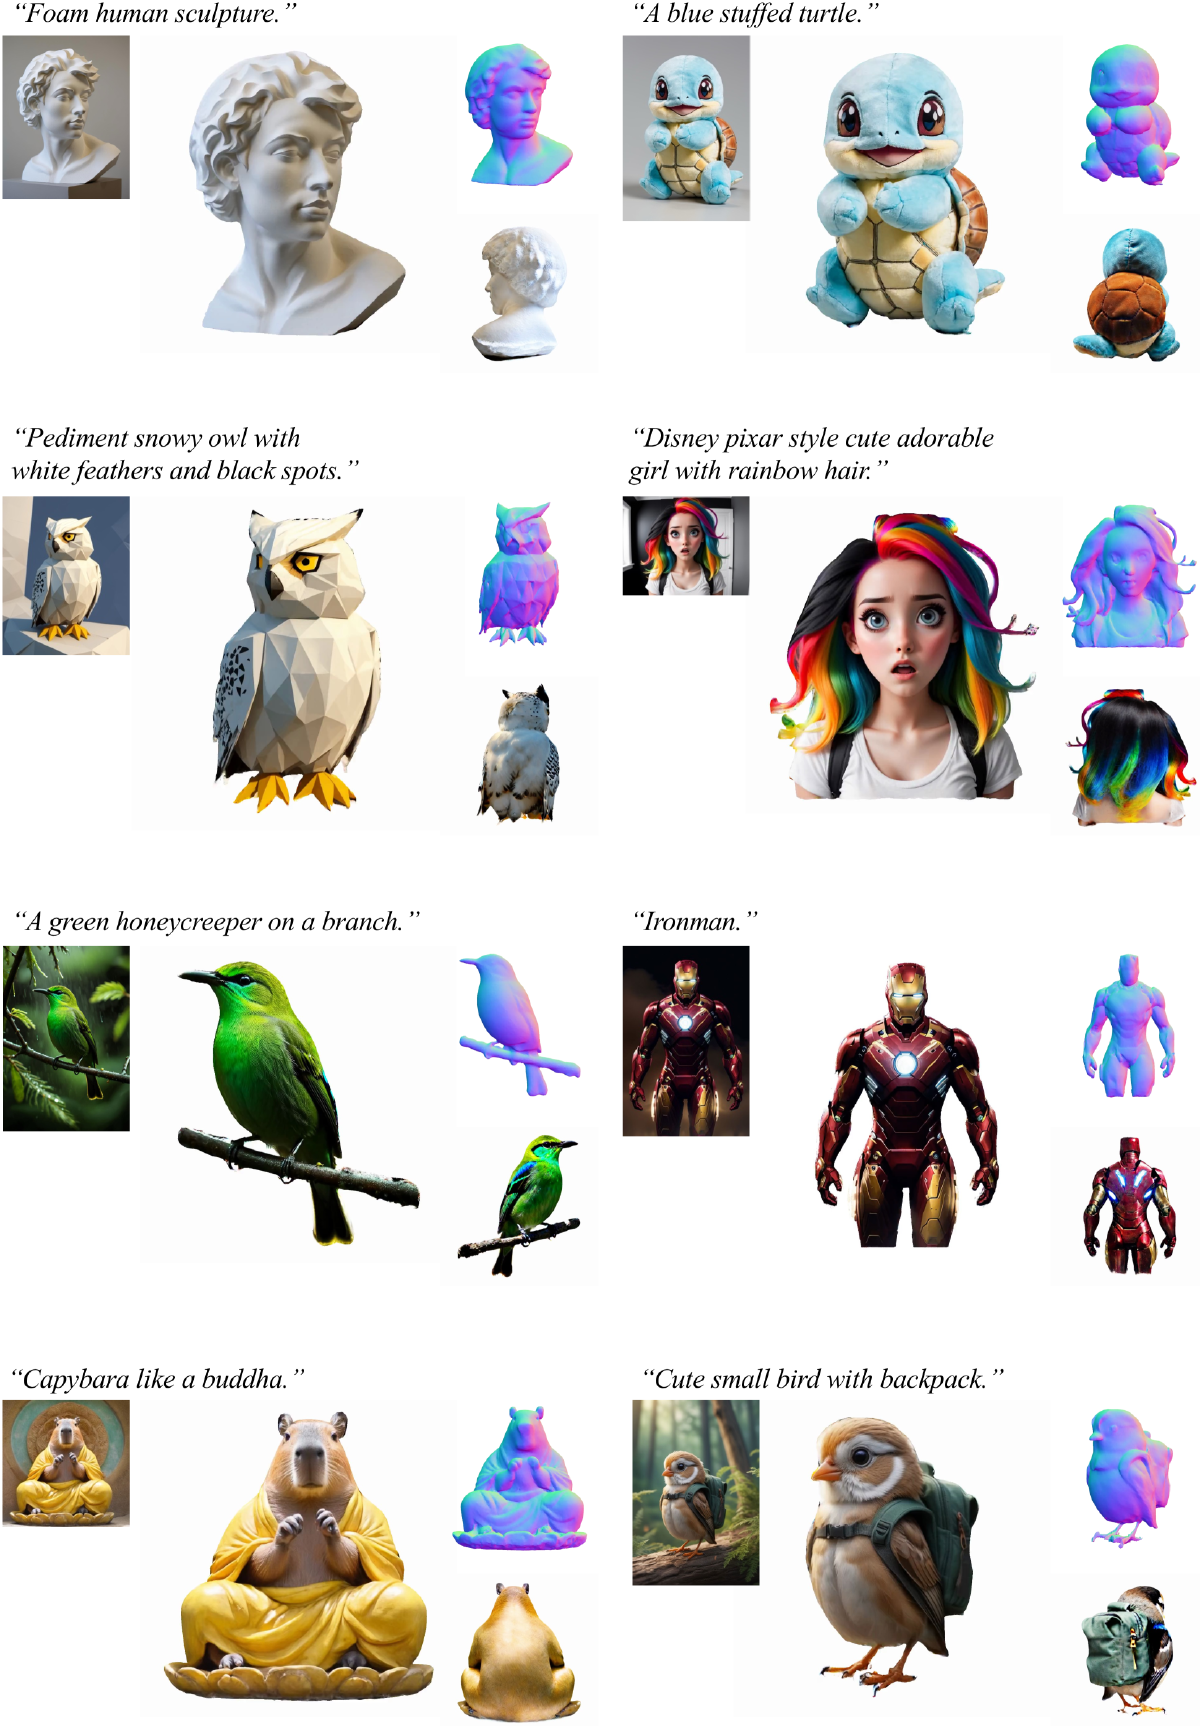 “Foam human sculpture.”
“A blue stuffed turtle.”
“Pediment snowy owl with
white feathers and black spots.”
“Disney pixar style cute adorable
girl with rainbow hair.”
“A green honeycreeper on a branch.”
“Ironman.”
“Capybara like a buddha.”
“Cute small bird with backpack.”